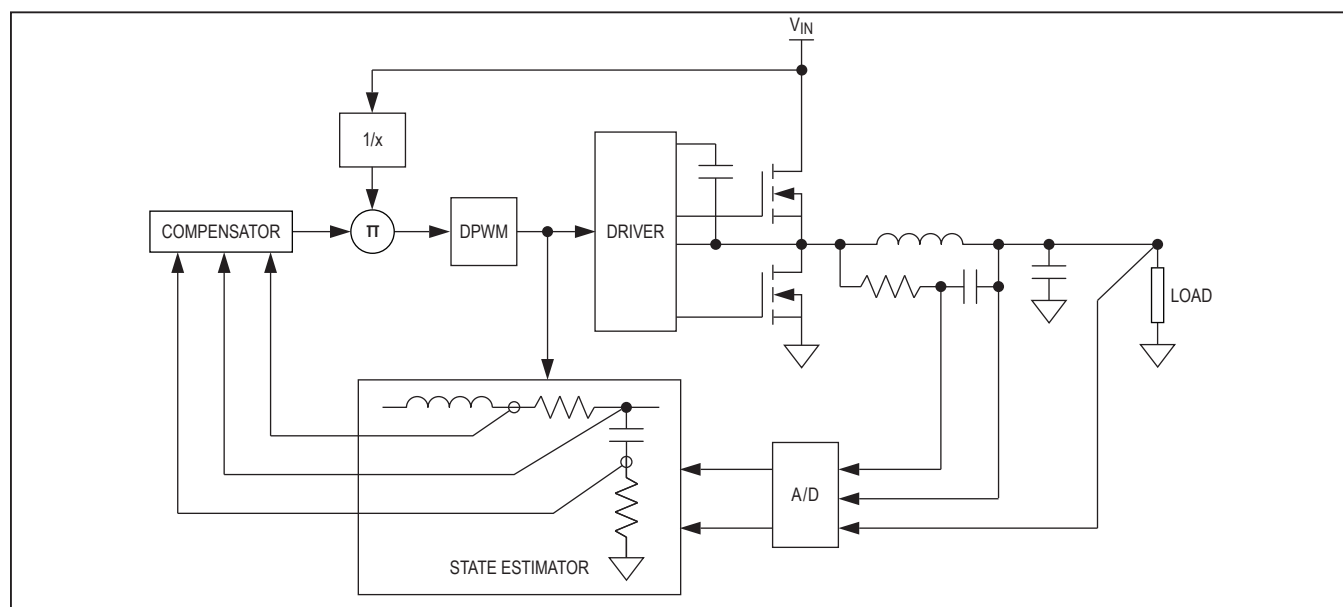 VIN
1/x
COMPENSATOR
π
DPWM
DRIVER
LOAD
A/D
STATE ESTIMATOR